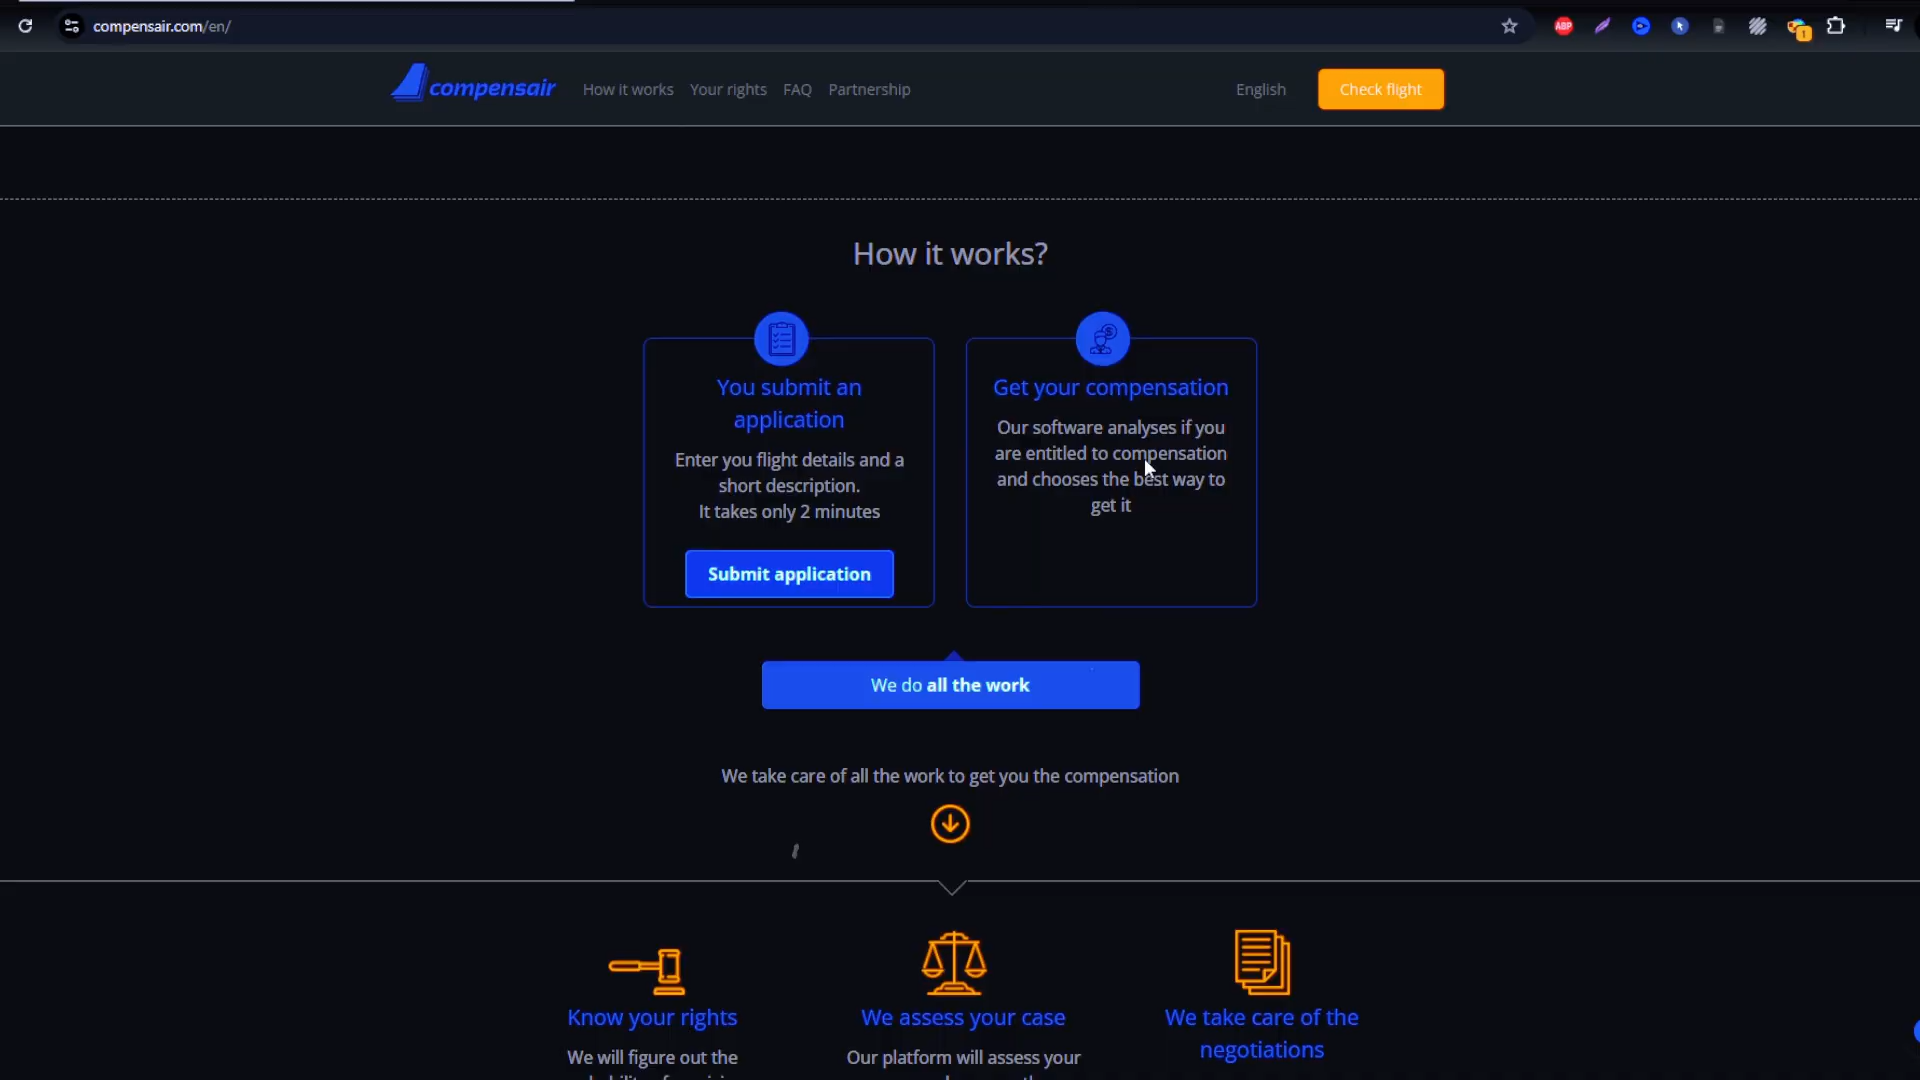 compensair.com/en/
ABP
1
compensair
How it works
Your rights
FAQ
Partnership
English
Check flight
How it works?
You submit an
application
Enter you flight details and a
short description.
It takes only 2 minutes
Submit application
Get your compensation
Our software analyses if you
are entitled to compensation
and chooses the best way to
get it
We do all the work
We take care of all the work to get you the compensation
Know your rights
We will figure out the
We assess your case
Our platform will assess your
We take care of the
negotiations